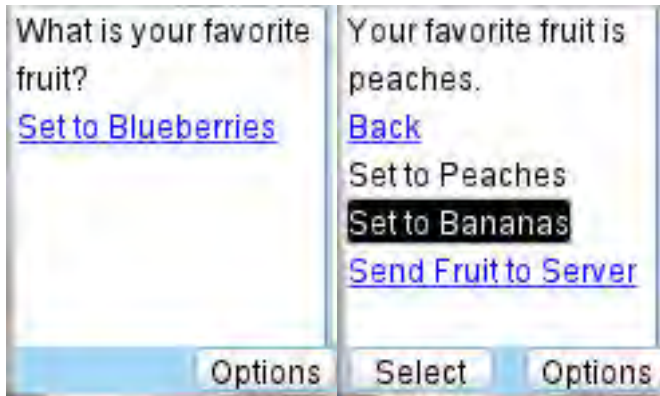 What is your favorite
fruit?
Set to Blueberries
Options
Your favorite fruit is
peaches.
Back
Set to Peaches
Set to Bananas
Send Fruit to Server
Select Options